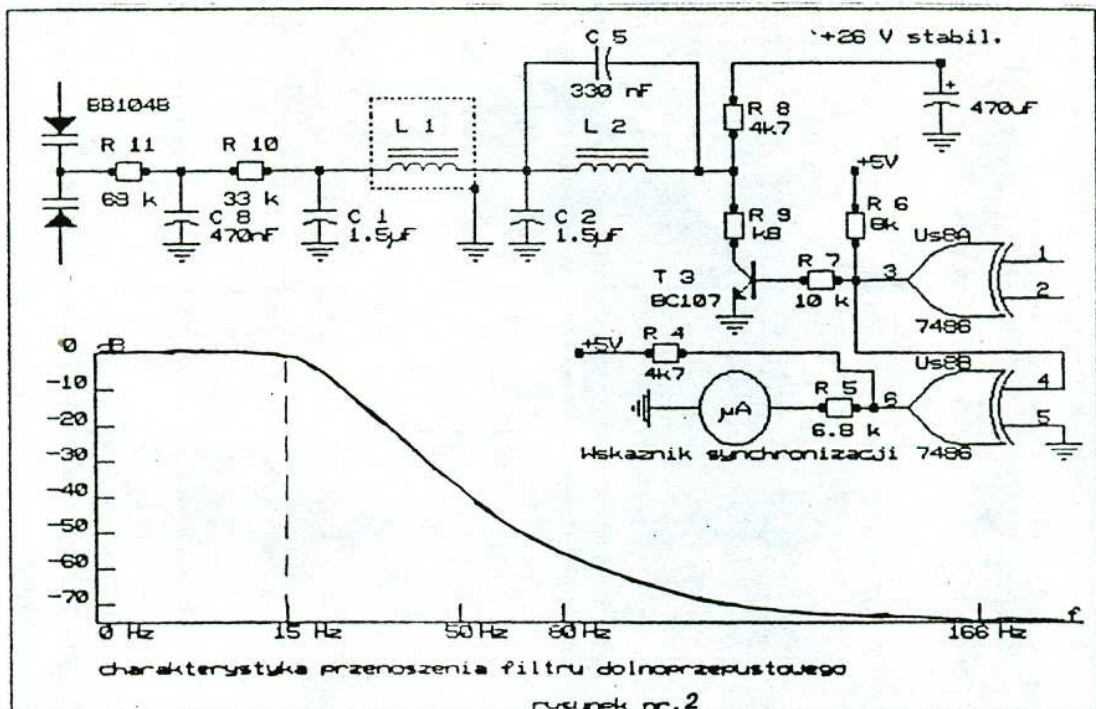 C 5
330 nF
+26 V stabil.
BB104B
R 11
68 k
R 10
33 k
C 8
470nF
C 1
1.5µF
L 1
C 2
1.5µF
L 2
R 8
4k7
470uF
+5V
R 9
k8
R 6
8k
Us8A
T 3
BC107
R 7
10 k
3
1
2
7486
+5V
R 4
4k7
µA
R 5
6.8 k
6
Us8B
4
5
7486
Wskaznik synchronizacji
0 dB
-10
-20
-30
-40
-50
-60
-70
0 Hz
15 Hz
50 Hz
80 Hz
166 Hz
f
charakterystyka przenoszenia filtru dolnoprzepustowego
rysunek nr.2